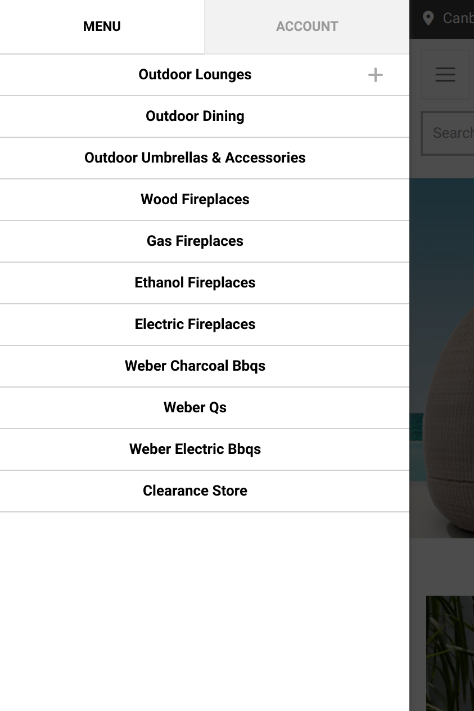 MENU
ACCOUNT
Outdoor Lounges
Outdoor Dining
Outdoor Umbrellas & Accessories
Wood Fireplaces
Gas Fireplaces
Ethanol Fireplaces
Electric Fireplaces
Weber Charcoal Bbqs
Weber Qs
Weber Electric Bbqs
Clearance Store
Canb
Search